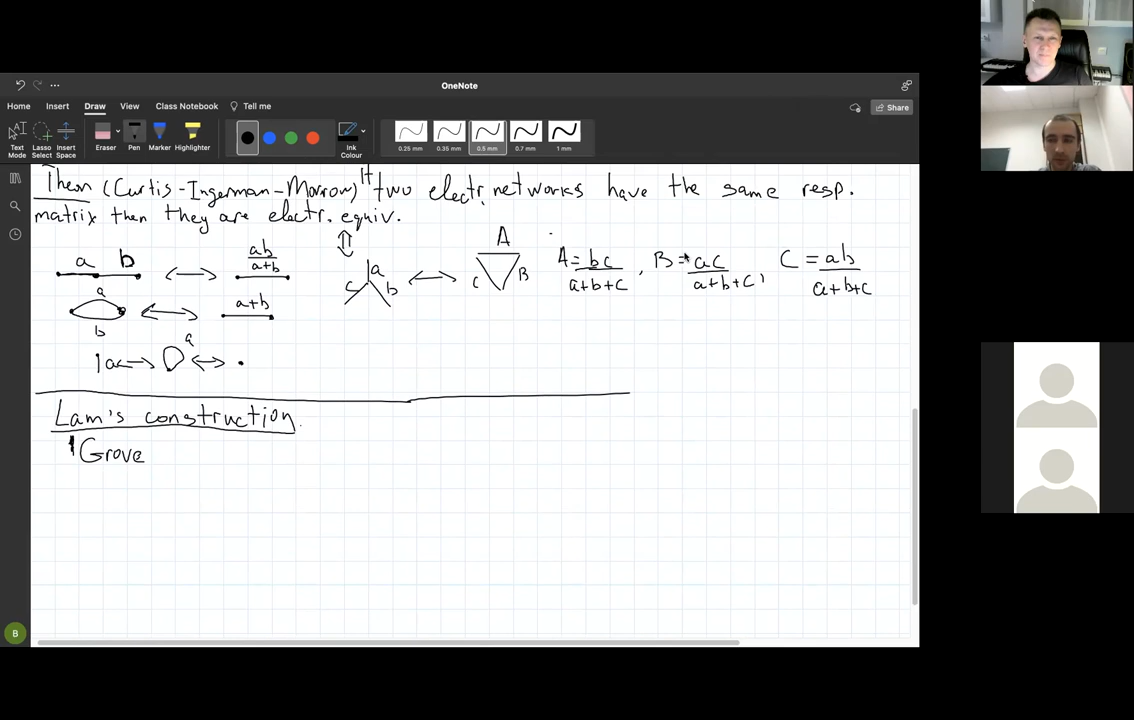 OneNote
Home Insert Draw View Class Notebook Tell me
Share
Text Mode
Lasso Select
Insert Space
Eraser
Pen
Marker
Highlighter
Ink Colour
0.25 mm 0.35 mm 0.5 mm 0.7 mm 1 mm
(Curtis-Ingerman-Morrow) If two electr. networks have the same resp.
matrix then they are electr. equiv.
a b ⟷ ab/(a+b)
a b ⟷ a+b
a ⟷ a ⟷ .
⇕
a b c ⟷ A B C
A = bc/(a+b+c), B = ac/(a+b+c), C = ab/(a+b+c)
Lam's construction
Grove
B